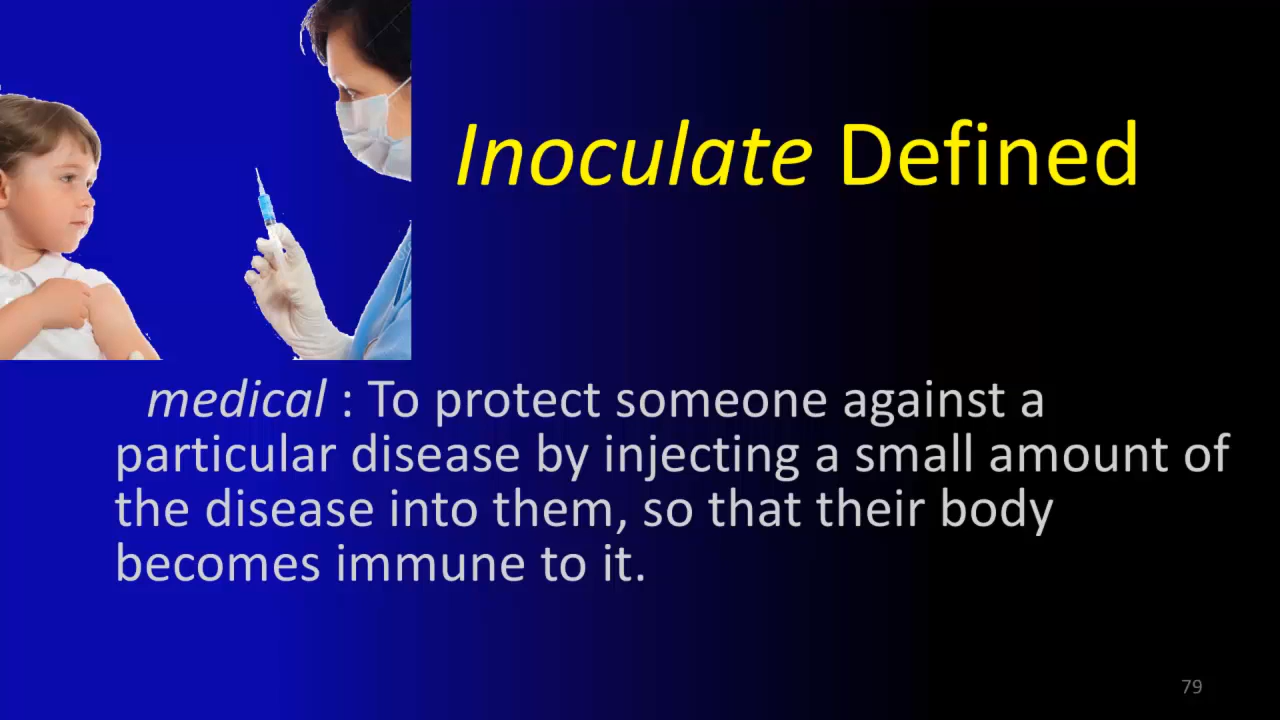 Inoculate Defined
medical : To protect someone against a
particular disease by injecting a small amount of
the disease into them, so that their body
becomes immune to it.
79